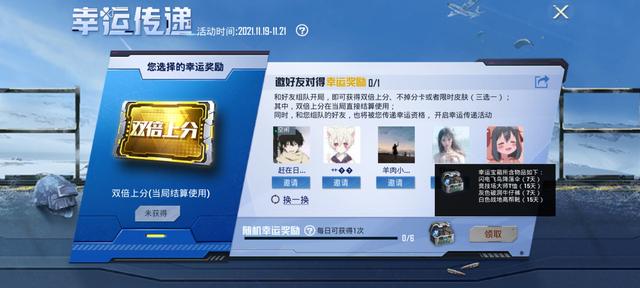 幸运传递
活动时间:2021.11.19-11.21
您选择的幸运奖励
双倍上分
双倍上分(当局结算使用)
未获得
邀好友对得幸运奖励0/1
和好友组队开局，即可获得双倍上分、不掉分卡或者限时皮肤（三选一）；
其中，双倍上分在当局直接结算使用；
同时，和您组队的好友，也将被您传递幸运资格，开启幸运传递活动
空闲
赶在日...
羊肉小...
邀请
邀请
邀请
换一换
幸运宝箱所含物品如下：
闪电飞鸟降落伞（7天）
竞技场大师T恤（15天）
灰色破洞牛仔裤（7天）
白色战地高帮靴（15天）
随机幸运奖励
每日可获得1次
0/6
领取